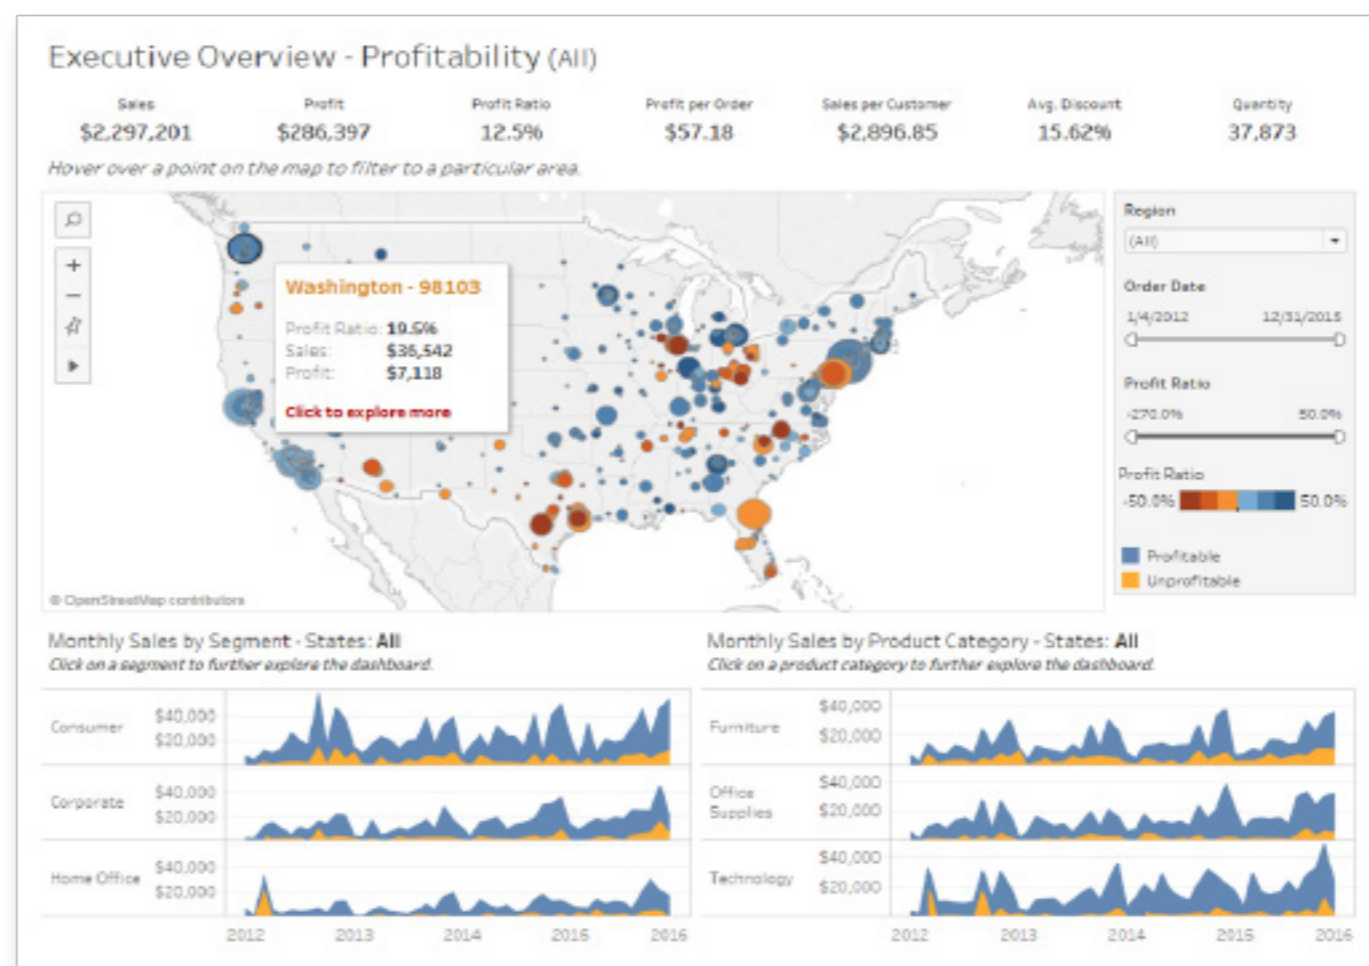 Executive Overview - Profitability (All)
Sales Profit Profit Ratio Profit per Order Sales per Customer Avg. Discount Quantity
$2,297,201 $286,397 12.5% $57.18 $2,896.85 15.62% 37,873
Hover over a point on the map to filter to a particular area.
Region
(All)
Order Date
1/4/2012 12/31/2015
Profit Ratio
-270.0% 50.0%
Profit Ratio
-50.0% 50.0%
Profitable
Unprofitable
Washington - 98103
Profit Ratio: 19.5%
Sales: $36,542
Profit: $7,118
Click to explore more
© OpenStreetMap contributors
Monthly Sales by Segment - States: All
Click on a segment to further explore the dashboard.
Consumer
$40,000
$20,000
Corporate
$40,000
$20,000
Home Office
$40,000
$20,000
2012 2013 2014 2015 2016
Monthly Sales by Product Category - States: All
Click on a product category to further explore the dashboard.
Furniture
$40,000
$20,000
Office
Supplies
$40,000
$20,000
Technology
$40,000
$20,000
2012 2013 2014 2015 2016